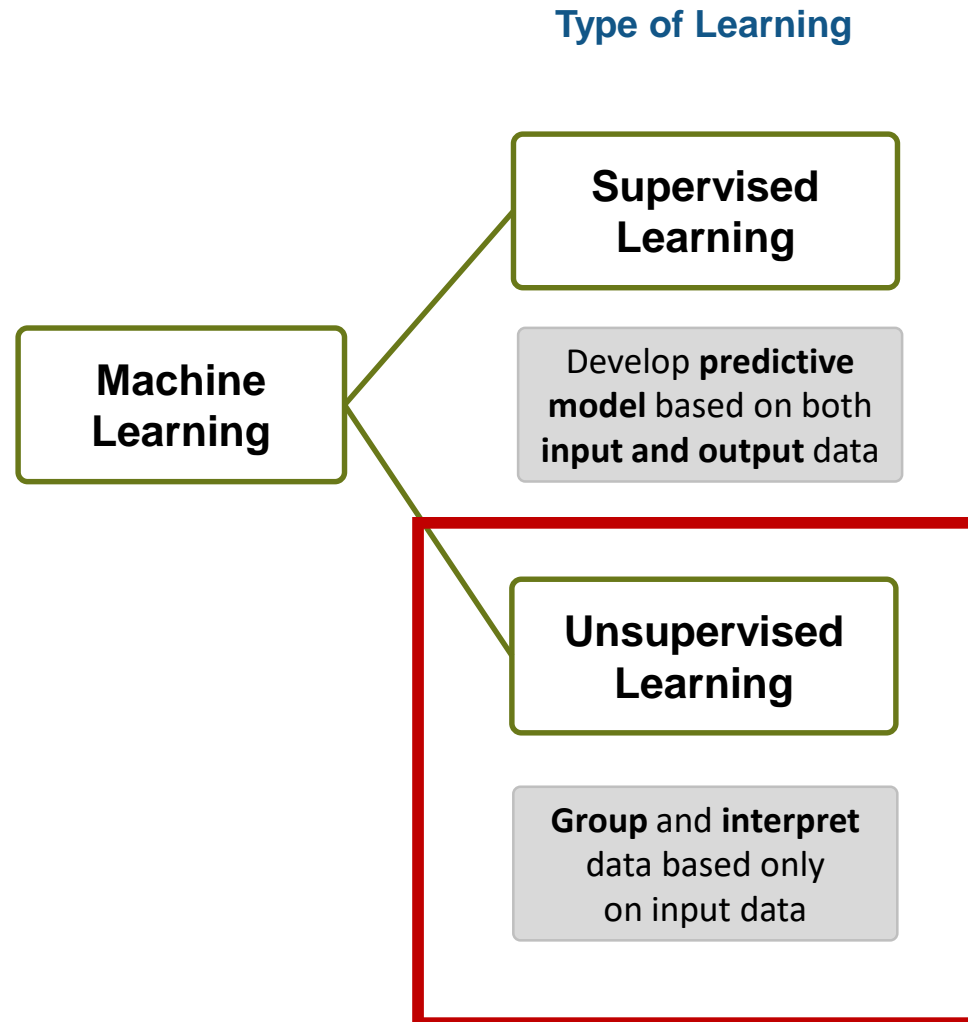 Type of Learning
Supervised
Learning
Machine
Learning
Develop predictive
model based on both
input and output data
Unsupervised
Learning
Group and interpret
data based only
on input data